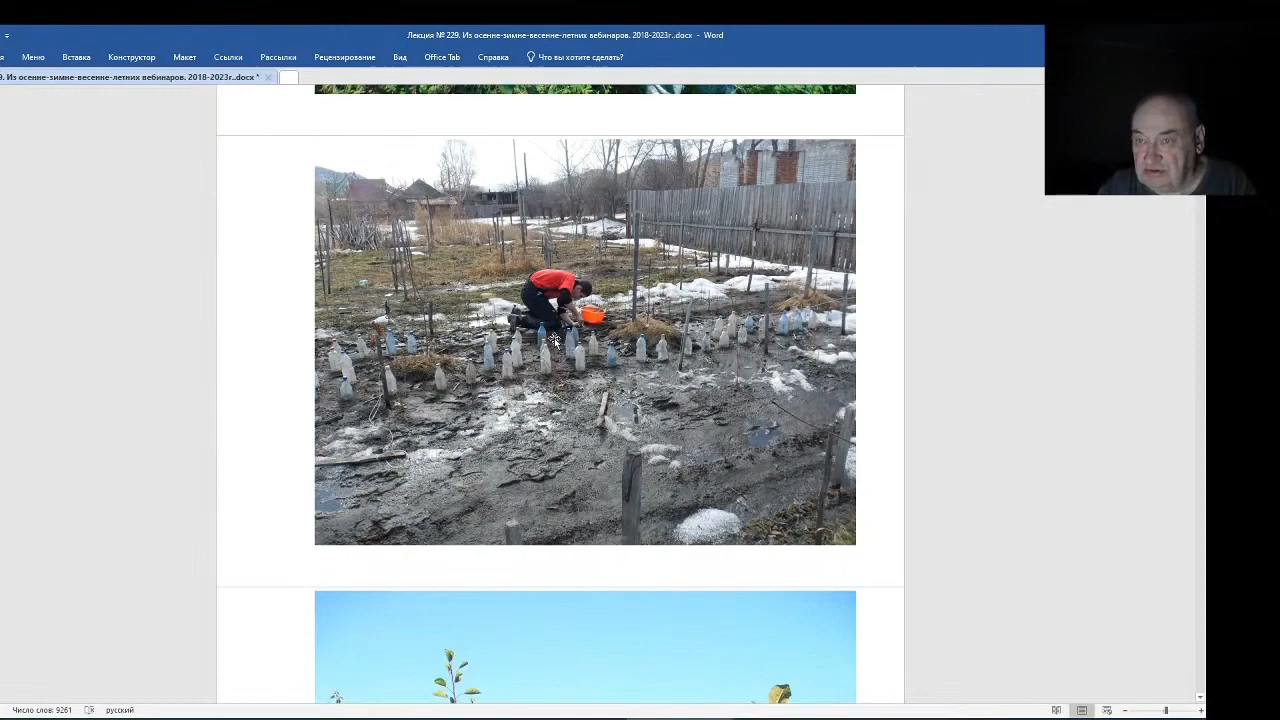 Лекция № 229. Из осенне-зимне-весенне-летних вебинаров. 2018-2023г..docx - Word
Меню Вставка Конструктор Макет Ссылки Рассылки Рецензирование Вид Office Tab Справка Что вы хотите сделать?
9. Из осенне-зимне-весенне-летних вебинаров. 2018-2023г..docx *
Число слов: 9261 русский